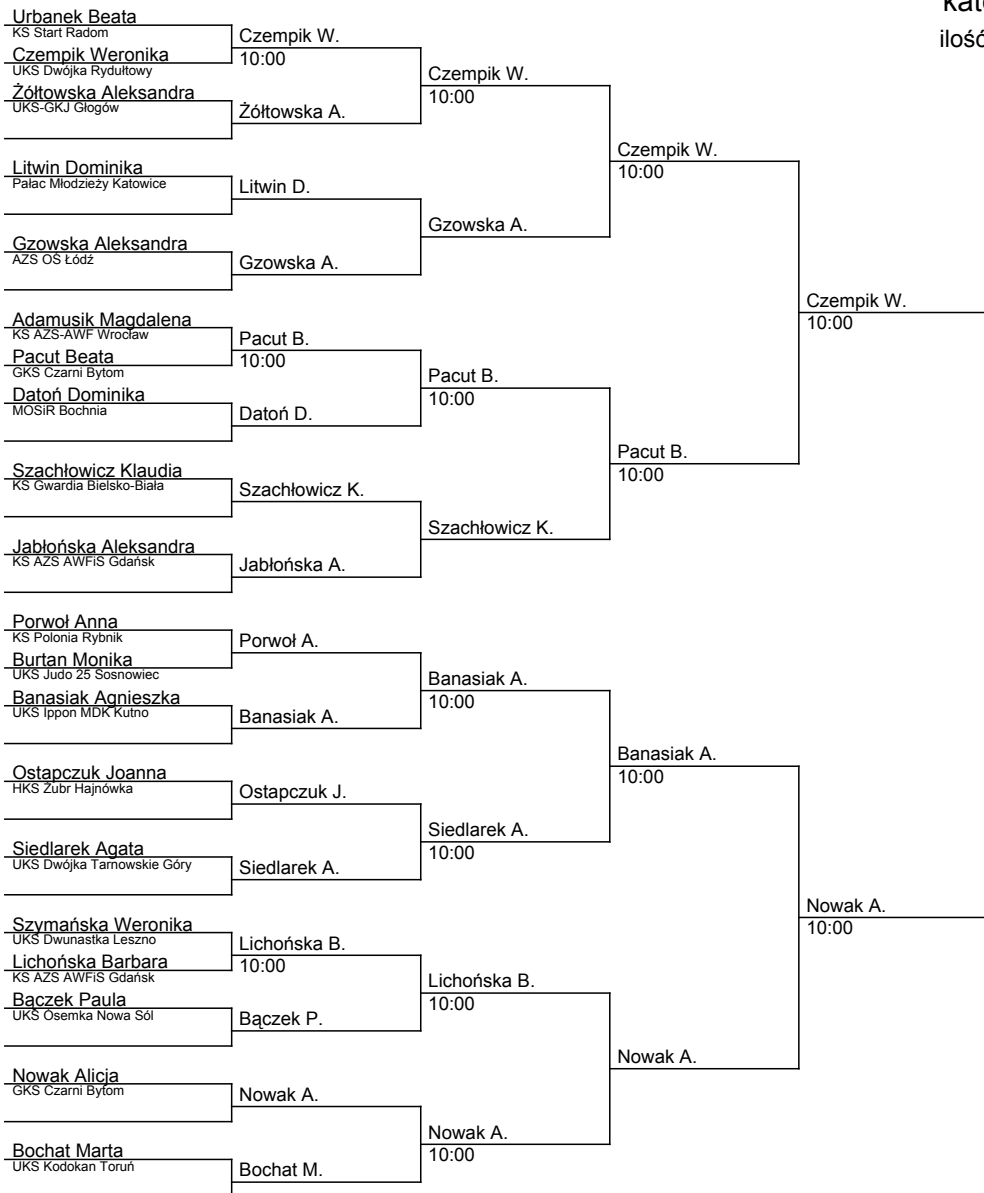 Urbanek Beata
KS Start Radom
Czempik Weronika
UKS Dwójka Rydułtowy
Żółtowska Aleksandra
UKS-GKJ Głogów
Litwin Dominika
Pałac Młodzieży Katowice
Gzowska Aleksandra
AZS OŚ Łódź
Adamusik Magdalena
KS AZS-AWF Wrocław
Pacut Beata
GKS Czarni Bytom
Datoń Dominika
MOSiR Bochnia
Szachłowicz Klaudia
KS Gwardia Bielsko-Biała
Jabłońska Aleksandra
KS AZS AWFiS Gdańsk
Porwoł Anna
KS Polonia Rybnik
Burtan Monika
UKS Judo 25 Sosnowiec
Banasiak Agnieszka
UKS Ippon MDK Kutno
Ostapczuk Joanna
HKS Żubr Hajnówka
Siedlarek Agata
UKS Dwójka Tarnowskie Góry
Szymańska Weronika
UKS Dwunastka Leszno
Lichońska Barbara
KS AZS AWFiS Gdańsk
Bączek Paula
UKS Ósemka Nowa Sól
Nowak Alicja
GKS Czarni Bytom
Bochat Marta
UKS Kodokan Toruń
Czempik W.
10:00
Żółtowska A.
Litwin D.
Gzowska A.
Pacut B.
10:00
Datoń D.
Szachłowicz K.
Jabłońska A.
Porwoł A.
Banasiak A.
Ostapczuk J.
Siedlarek A.
Lichońska B.
10:00
Bączek P.
Nowak A.
Bochat M.
Czempik W.
10:00
Gzowska A.
Pacut B.
10:00
Szachłowicz K.
Banasiak A.
10:00
Siedlarek A.
10:00
Lichońska B.
10:00
Nowak A.
10:00
Czempik W.
10:00
Pacut B.
10:00
Banasiak A.
10:00
Nowak A.
Czempik W.
10:00
Nowak A.
10:00